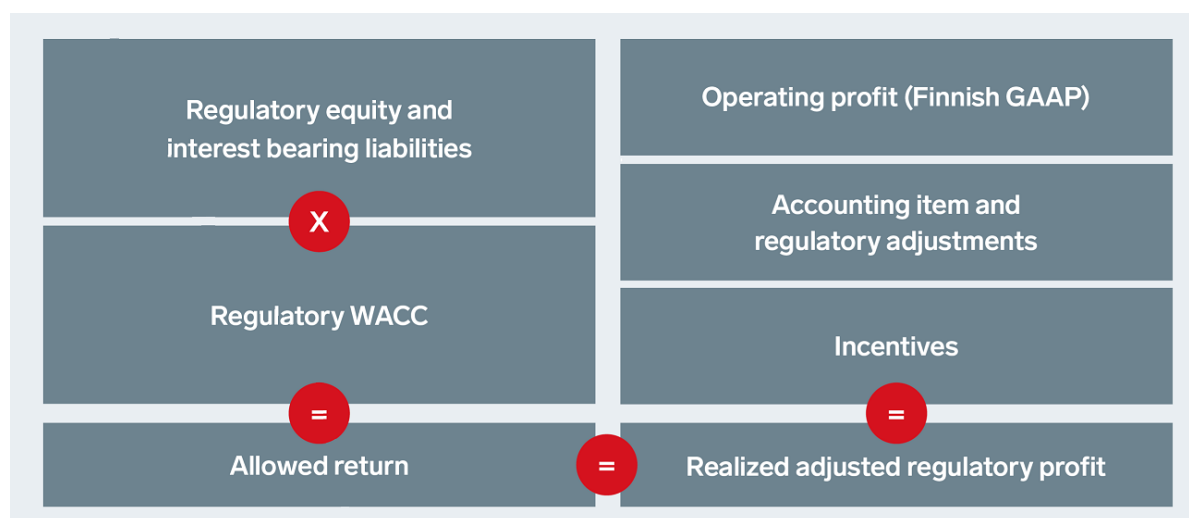 Regulatory equity and
interest bearing liabilities
X
Regulatory WACC
=
Allowed return
=
Operating profit (Finnish GAAP)
Accounting item and
regulatory adjustments
Incentives
=
Realized adjusted regulatory profit